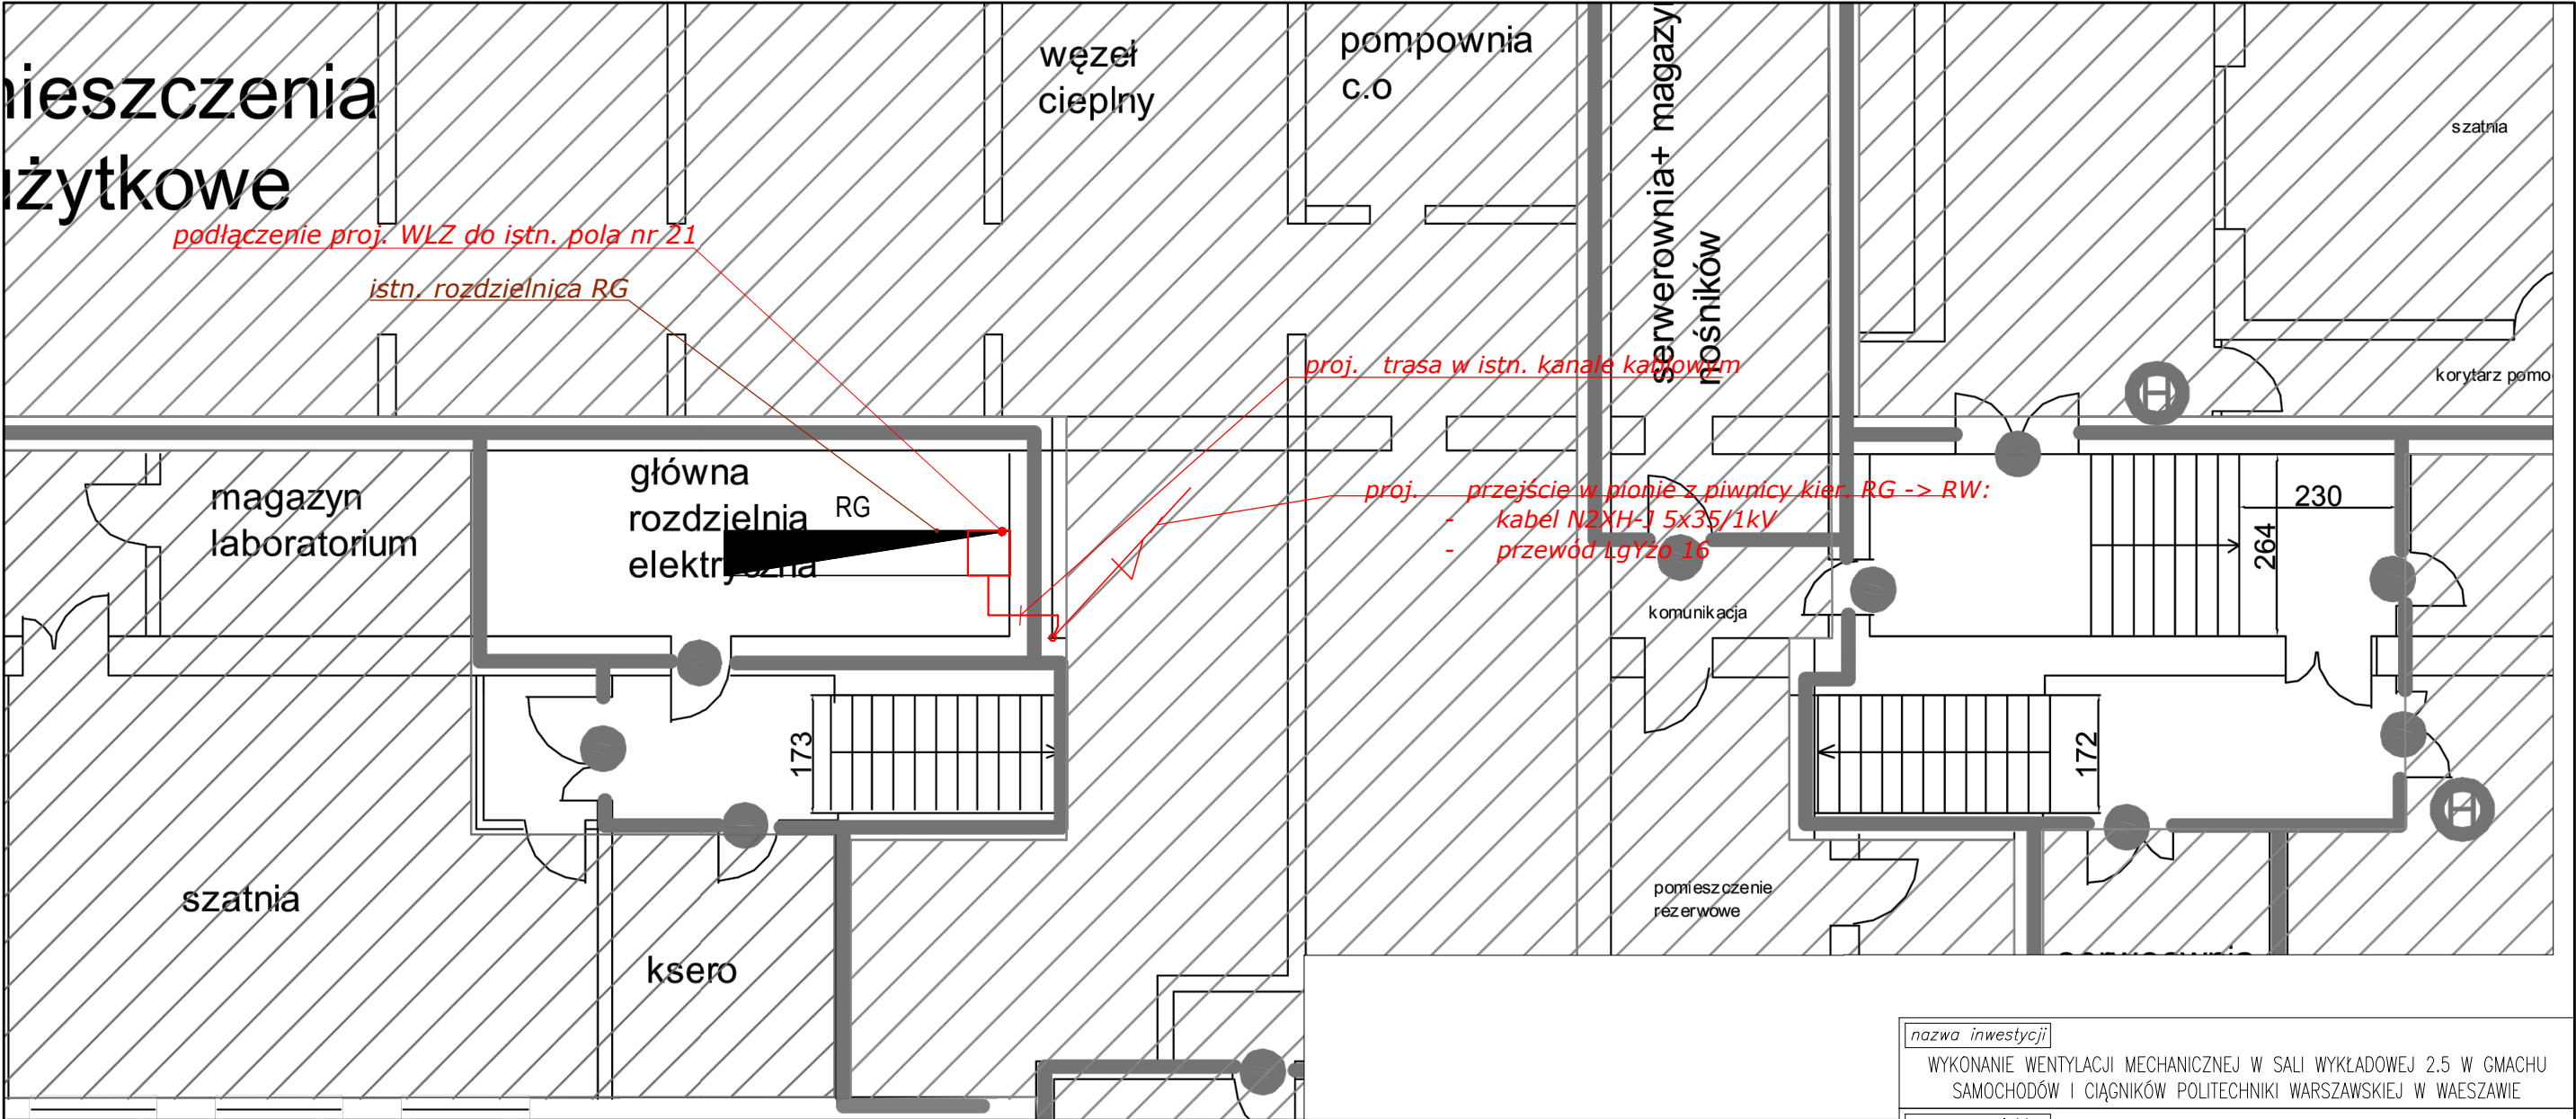 mieszczenia
użytkowe
węzeł
cieplny
pompownia
c.o
serwerownia+ magazyn
nośników
szatnia
podłączenie proj. WLZ do istn. pola nr 21
istn. rozdzielnica RG
proj. trasa w istn. kanale kablowym
korytarz pomo
magazyn
laboratorium
główna
rozdzielnia
elektryczna
RG
proj. przejście w pionie z piwnicy kier. RG -> RW:
- kabel N2XH-J 5x35/1kV
- przewód LgYżo 16
230
264
komunikacja
173
172
szatnia
ksero
pomieszczenie
rezerwowe
H
H
nazwa inwestycji
WYKONANIE WENTYLACJI MECHANICZNEJ W SALI WYKŁADOWEJ 2.5 W GMACHU
SAMOCHODÓW I CIĄGNIKÓW POLITECHNIKI WARSZAWSKIEJ W WAESZAWIE